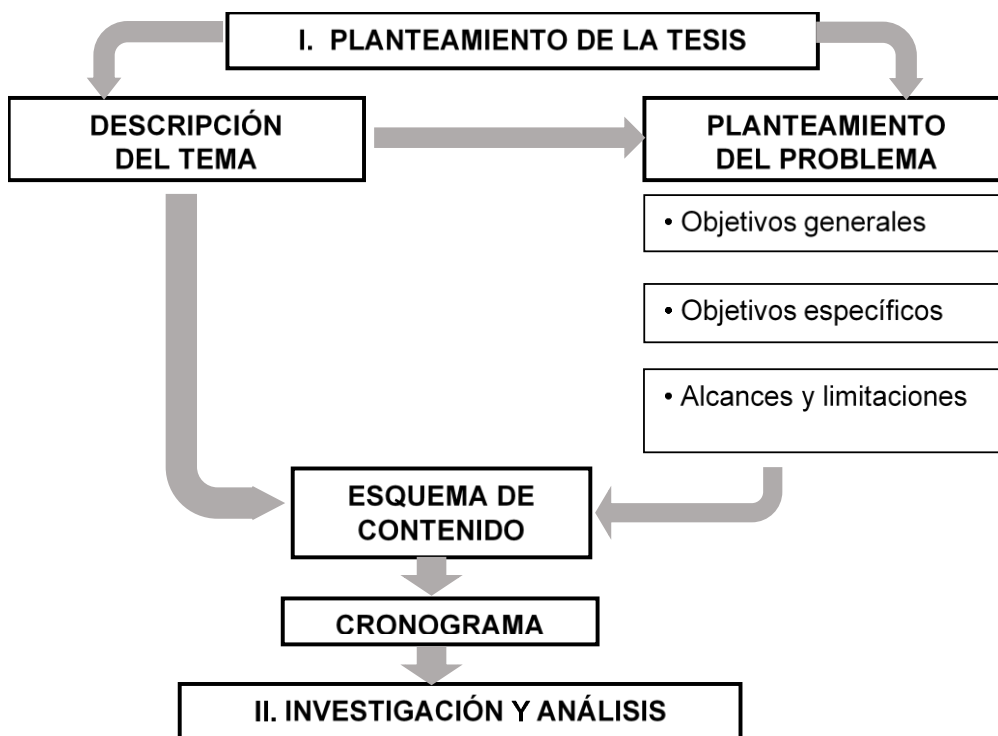 I. PLANTEAMIENTO DE LA TESIS
DESCRIPCIÓN
DEL TEMA
PLANTEAMIENTO
DEL PROBLEMA
• Objetivos generales
• Objetivos específicos
• Alcances y limitaciones
ESQUEMA DE
CONTENIDO
CRONOGRAMA
II. INVESTIGACIÓN Y ANÁLISIS